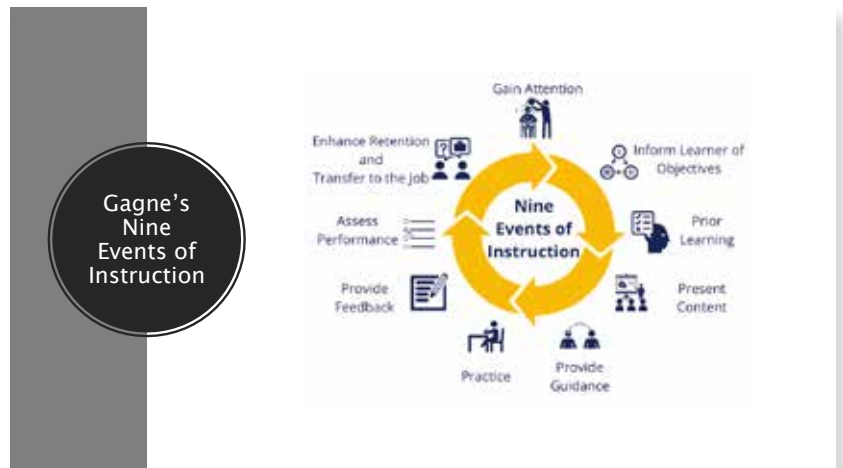 Gagne's
Nine
Events of
Instruction
Gain Attention
Inform Learner of
Objectives
Prior
Learning
Present
Content
Provide
Guidance
Practice
Provide
Feedback
Assess
Performance
Enhance Retention
and
Transfer to the Job
Nine
Events of
Instruction